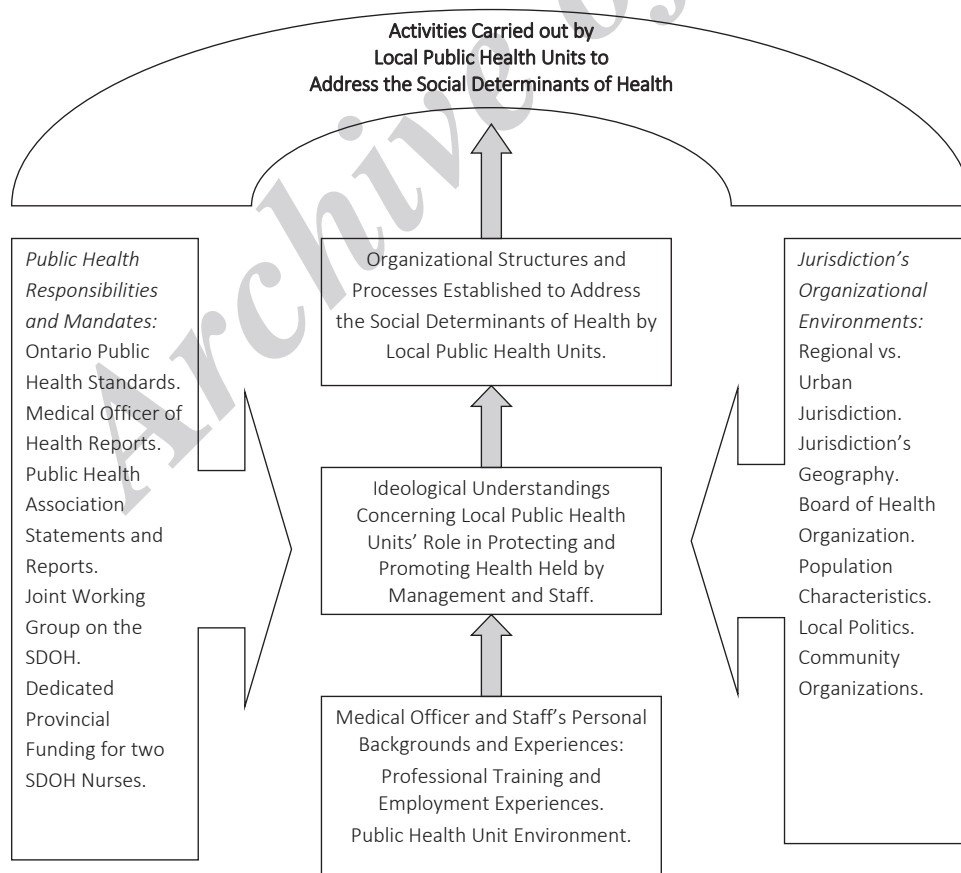 Activities Carried out by
Local Public Health Units to
Address the Social Determinants of Health
Public Health
Responsibilities
and Mandates:
Ontario Public
Health Standards.
Medical Officer of
Health Reports.
Public Health
Association
Statements and
Reports.
Joint Working
Group on the
SDOH.
Dedicated
Provincial
Funding for two
SDOH Nurses.
Organizational Structures and
Processes Established to Address
the Social Determinants of Health by
Local Public Health Units.
Ideological Understandings
Concerning Local Public Health
Units' Role in Protecting and
Promoting Health Held by
Management and Staff.
Medical Officer and Staff's Personal
Backgrounds and Experiences:
Professional Training and
Employment Experiences.
Public Health Unit Environment.
Jurisdiction's
Organizational
Environments:
Regional vs.
Urban
Jurisdiction.
Jurisdiction's
Geography.
Board of Health
Organization.
Population
Characteristics.
Local Politics.
Community
Organizations.
Archive of